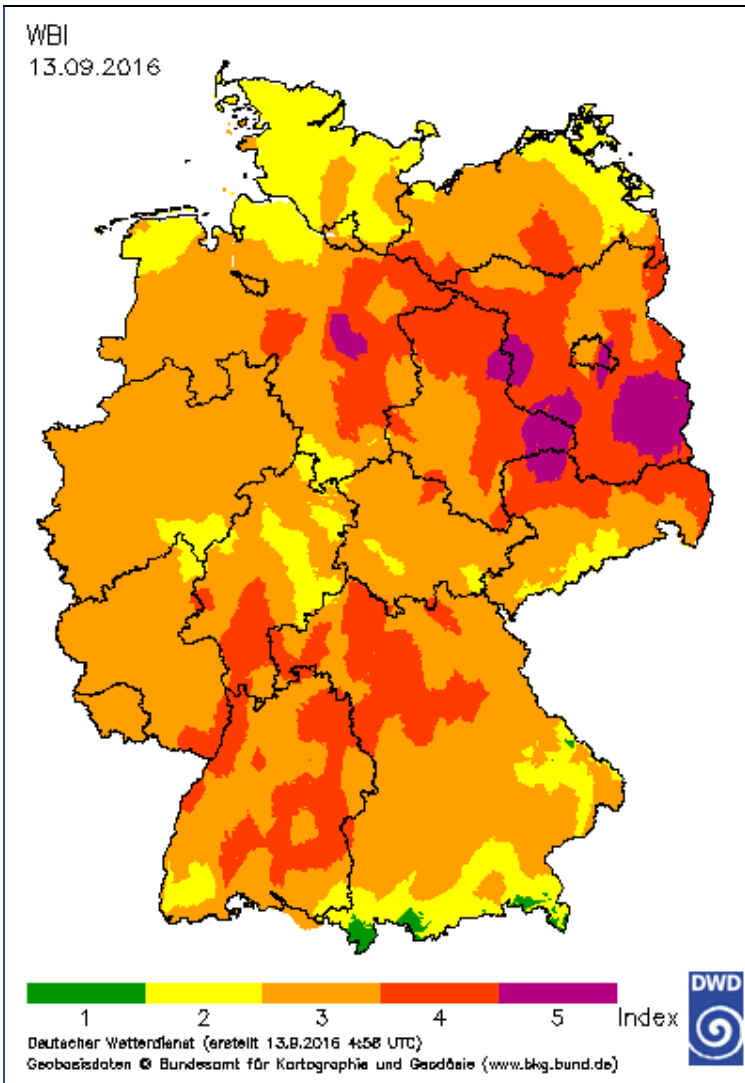 WBI
13.09.2016
1 2 3 4 5 Index
DWD
Deutscher Wetterdienst (erstellt 13.9.2016 4:58 UTC)
Geobasisdaten © Bundesamt für Kartographie und Geodäsie (www.bkg.bund.de)